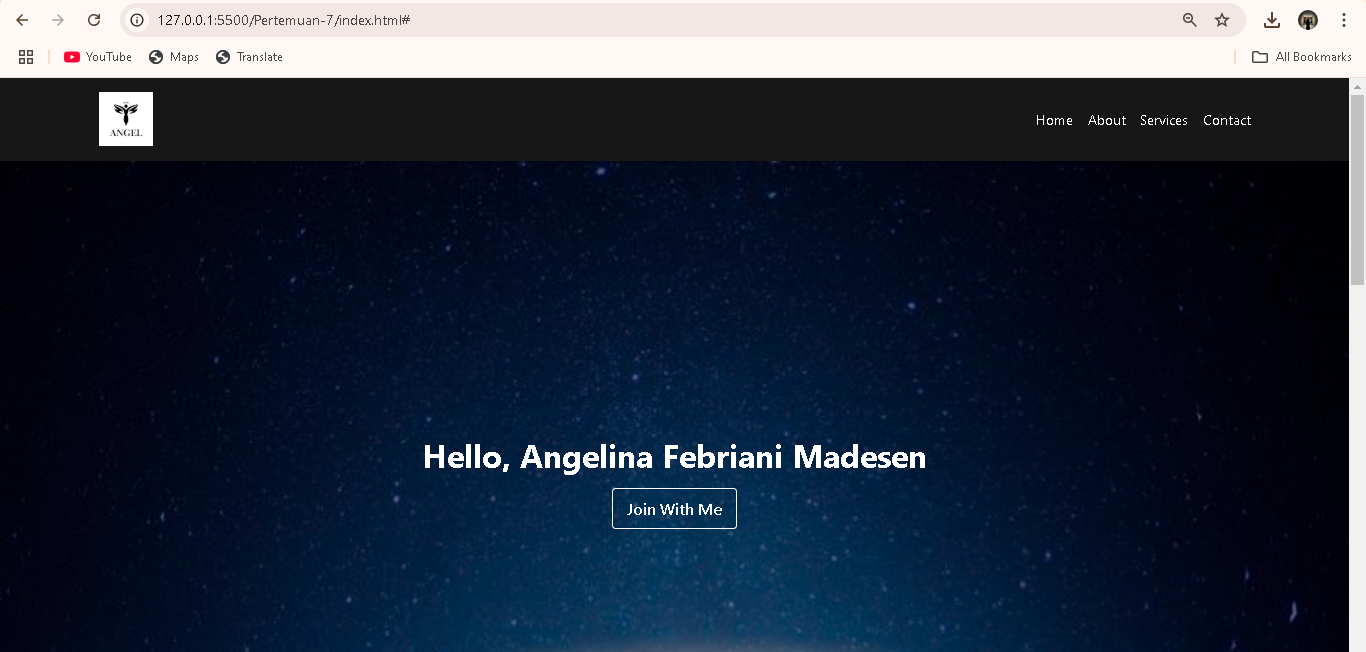 127.0.0.1:5500/Pertemuan-7/index.html#
YouTube Maps Translate All Bookmarks
ANGEL
Home About Services Contact
Hello, Angelina Febriani Madesen
Join With Me